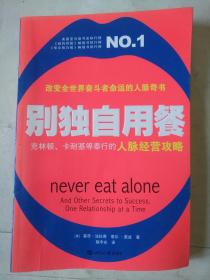 NO.1
改变全世界奋斗者命运的人脉奇书
别独自用餐
克林顿、卡耐基等奉行的人脉经营攻略
never eat alone
And Other Secrets to Success,
One Relationship at a Time